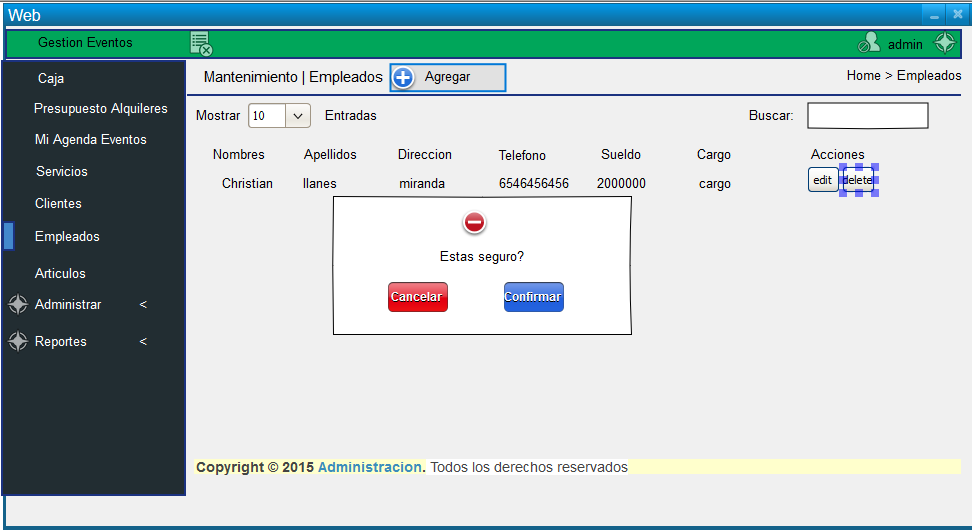 Web
Gestion Eventos
admin
Caja
Presupuesto Alquileres
Mi Agenda Eventos
Servicios
Clientes
Empleados
Articulos
Administrar <
Reportes <
Mantenimiento | Empleados
Agregar
Home > Empleados
Mostrar 10 Entradas
Buscar:
Nombres Apellidos Direccion Telefono Sueldo Cargo Acciones
Christian llanes miranda 6546456456 2000000 cargo edit delete
Estas seguro?
Cancelar Confirmar
Copyright © 2015 Administracion. Todos los derechos reservados